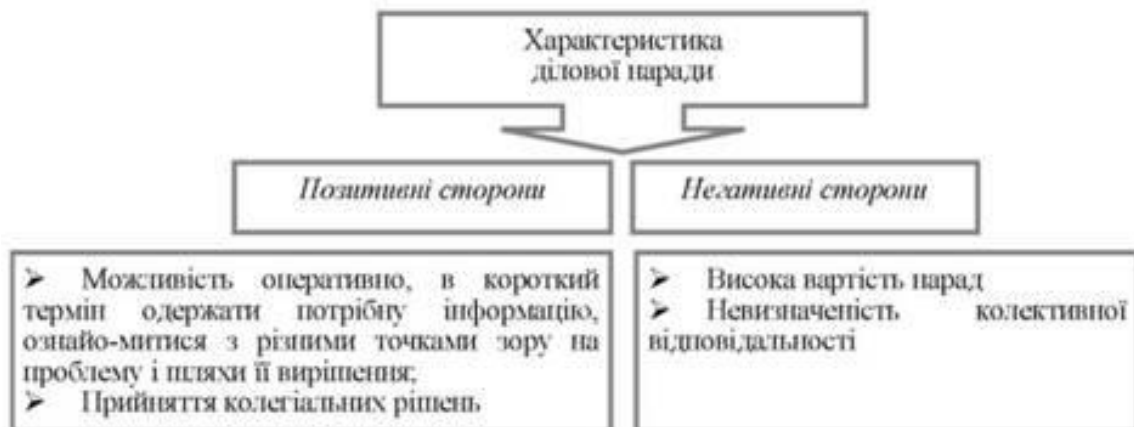 Характеристика
ділової наради
Позитивні сторони
Негативні сторони
➤ Можливість оперативно, в короткий
термін одержати потрібну інформацію,
ознайо-митися з різними точками зору на
проблему і шляхи її вирішення;
➤ Прийняття колегіальних рішень
➤ Висока вартість нарад
➤ Невизначеність колективної
відповідальності